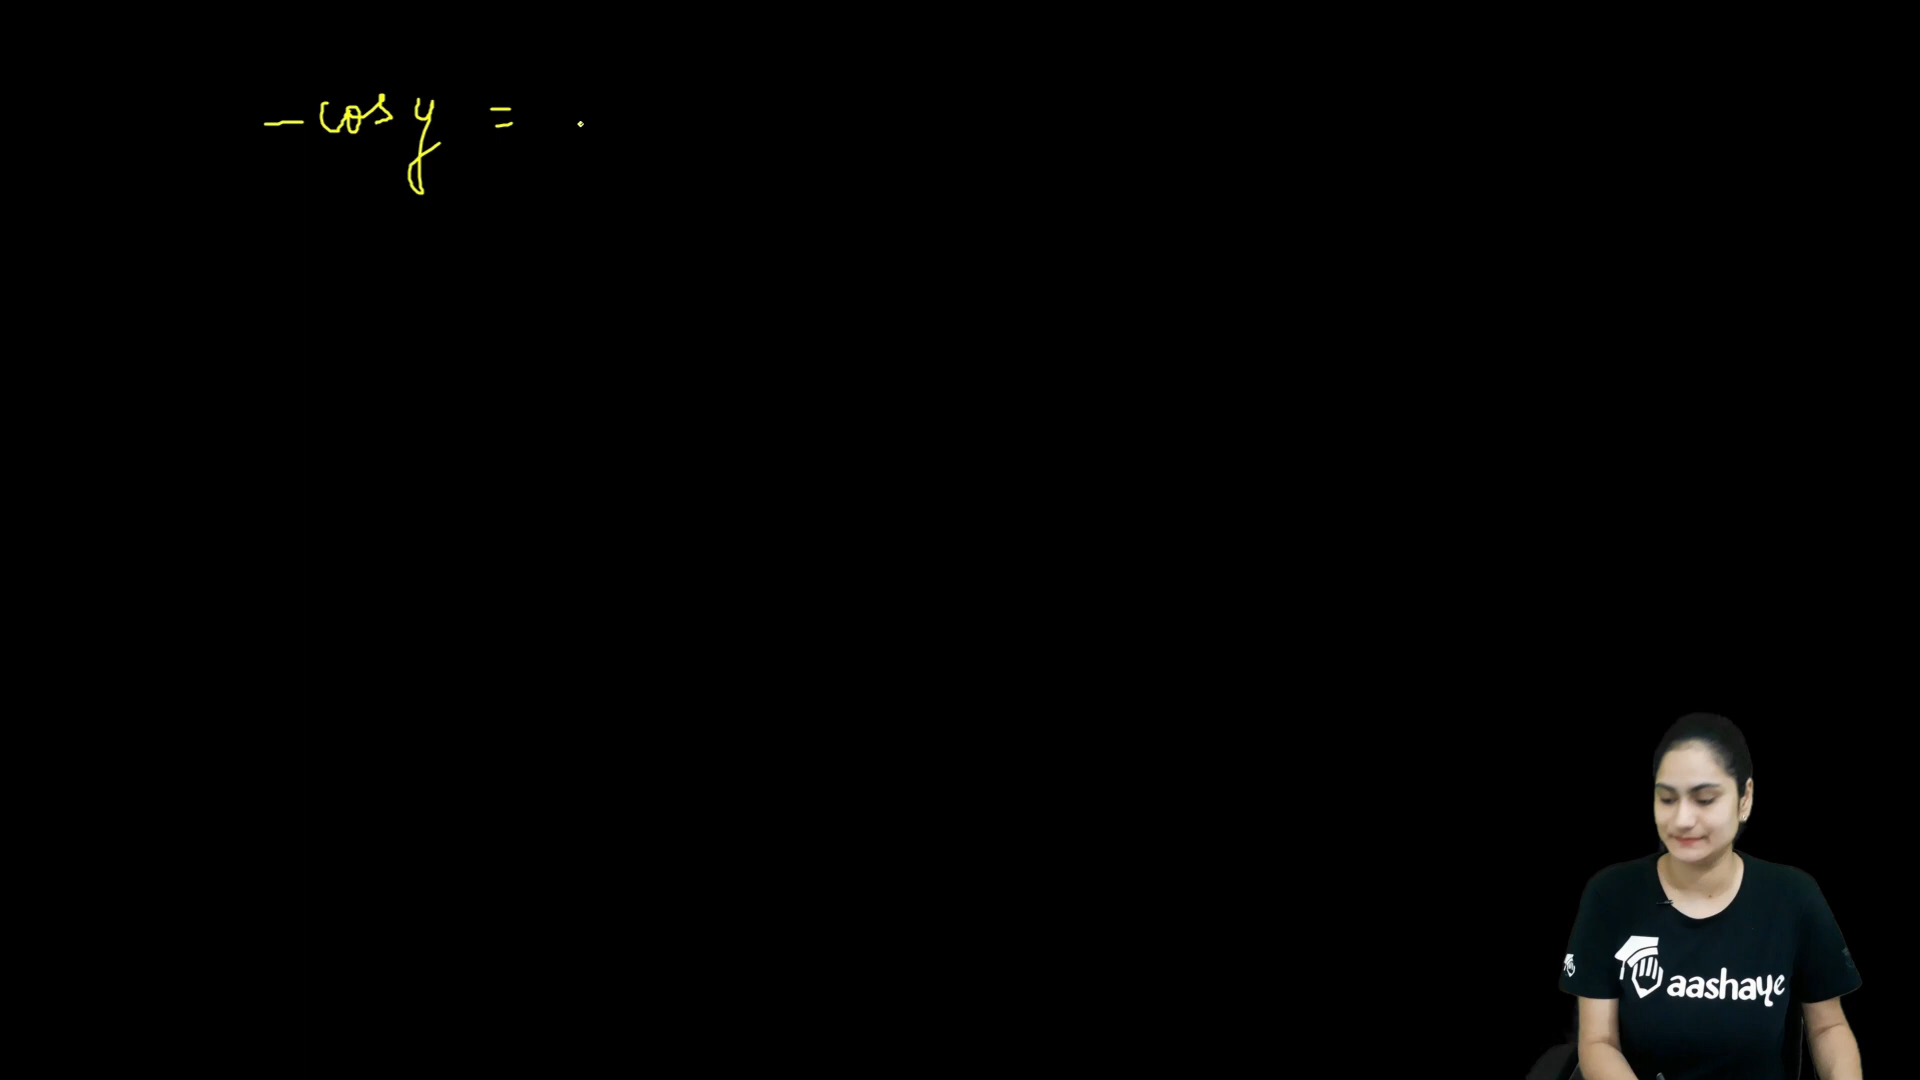 - cos y =
aashaye